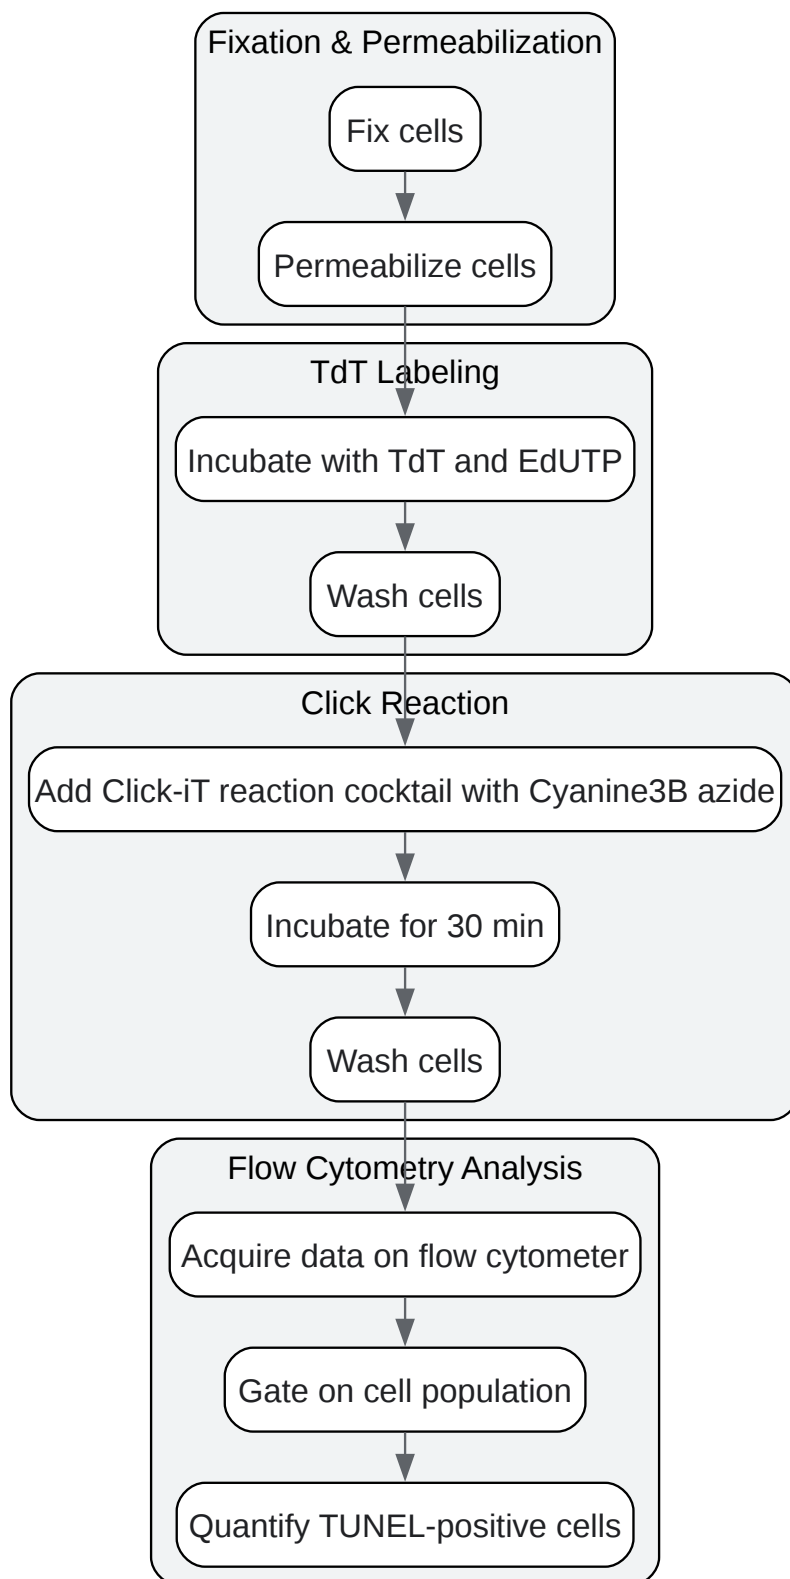 Fixation & Permeabilization
Fix cells
Permeabilize cells
TdT Labeling
Incubate with TdT and EdUTP
Wash cells
Click Reaction
Add Click-iT reaction cocktail with Cyanine3B azide
Incubate for 30 min
Wash cells
Flow Cytometry Analysis
Acquire data on flow cytometer
Gate on cell population
Quantify TUNEL-positive cells